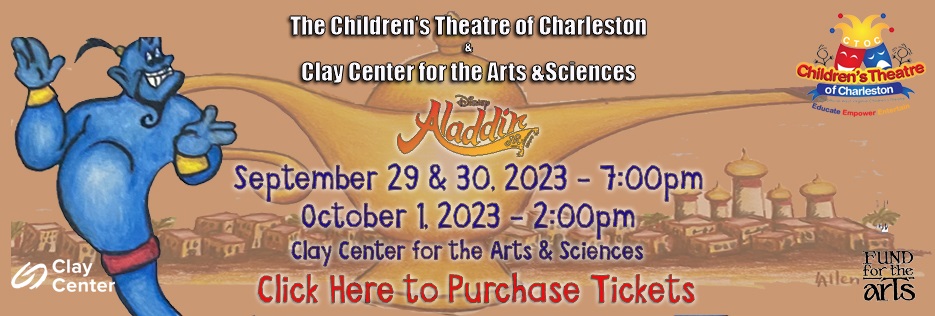 The Children's Theatre of Charleston
&
Clay Center for the Arts &Sciences
CTOC
Children's Theatre
of Charleston
Educate Empower
Disney
Aladdin
JR.
September 29 & 30, 2023 - 7:00pm
October 1, 2023 - 2:00pm
Clay Center for the Arts & Sciences
Click Here to Purchase Tickets
Clay
Center
Allen
FUND
for the
arts